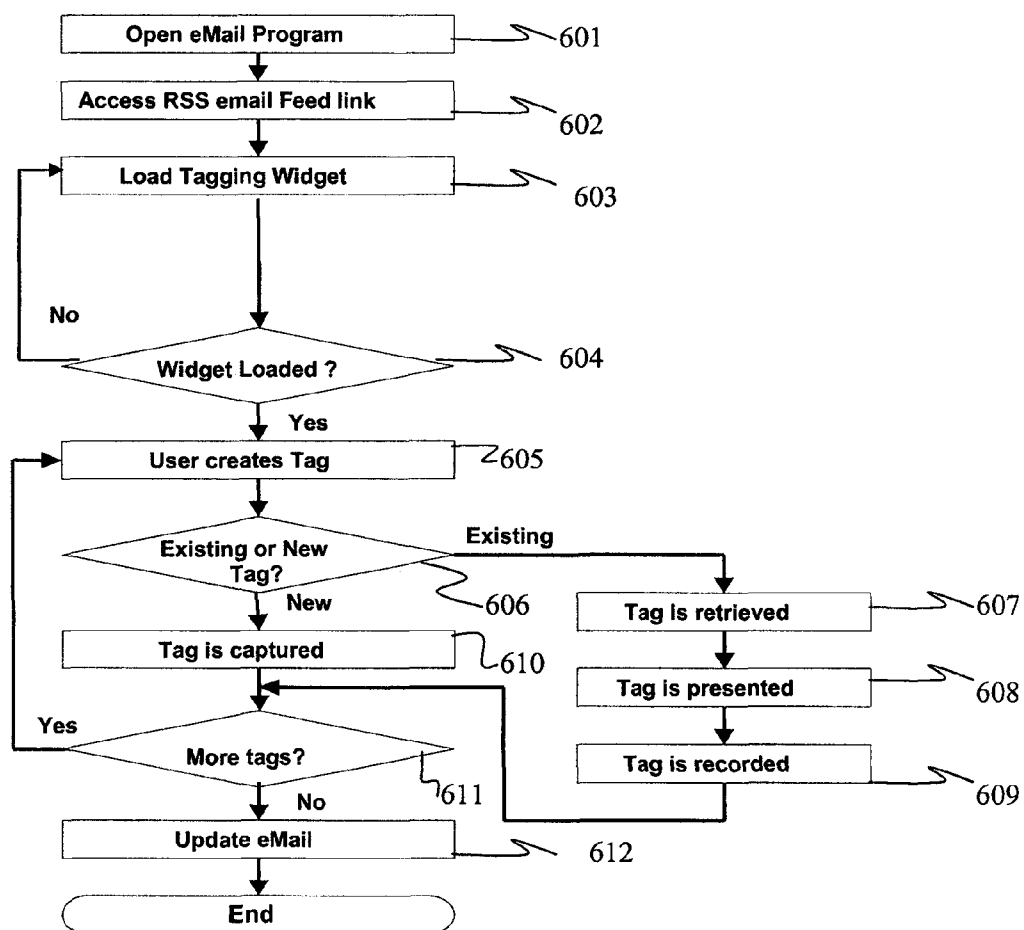 Open eMail Program
601
Access RSS email Feed link
602
Load Tagging Widget
603
No
Widget Loaded ?
604
Yes
User creates Tag
605
Existing or New
Tag?
606
Existing
New
Tag is retrieved
607
Tag is captured
610
Tag is presented
608
Yes
More tags?
611
Tag is recorded
609
No
Update eMail
612
End